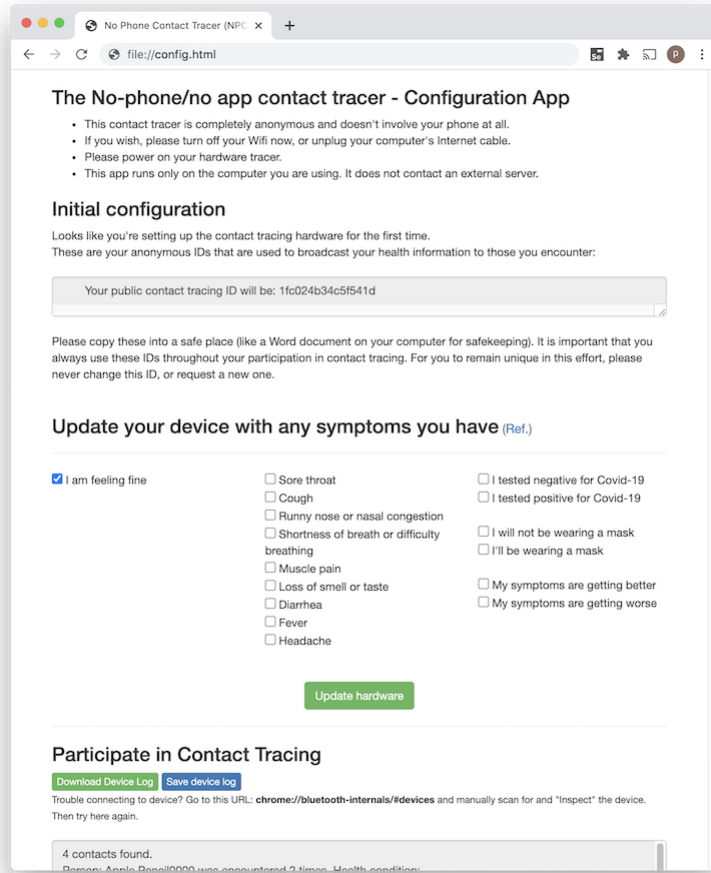 No Phone Contact Tracer (NPC
file://config.html
Se
P
The No-phone/no app contact tracer - Configuration App
• This contact tracer is completely anonymous and doesn't involve your phone at all.
• If you wish, please turn off your Wifi now, or unplug your computer's Internet cable.
• Please power on your hardware tracer.
• This app runs only on the computer you are using. It does not contact an external server.
Initial configuration
Looks like you're setting up the contact tracing hardware for the first time.
These are your anonymous IDs that are used to broadcast your health information to those you encounter:
Your public contact tracing ID will be: 1fc024b34c5f541d
Please copy these into a safe place (like a Word document on your computer for safekeeping). It is important that you
always use these IDs throughout your participation in contact tracing. For you to remain unique in this effort, please
never change this ID, or request a new one.
Update your device with any symptoms you have (Ref.)
I am feeling fine
Sore throat
Cough
Runny nose or nasal congestion
Shortness of breath or difficulty
breathing
Muscle pain
Loss of smell or taste
Diarrhea
Fever
Headache
I tested negative for Covid-19
I tested positive for Covid-19
I will not be wearing a mask
I'll be wearing a mask
My symptoms are getting better
My symptoms are getting worse
Update hardware
Participate in Contact Tracing
Download Device Log Save device log
Trouble connecting to device? Go to this URL: chrome://bluetooth-internals/#devices and manually scan for and "Inspect" the device.
Then try here again.
4 contacts found.
Person: Apple Pencil0000 was encountered 2 times. Health condition: